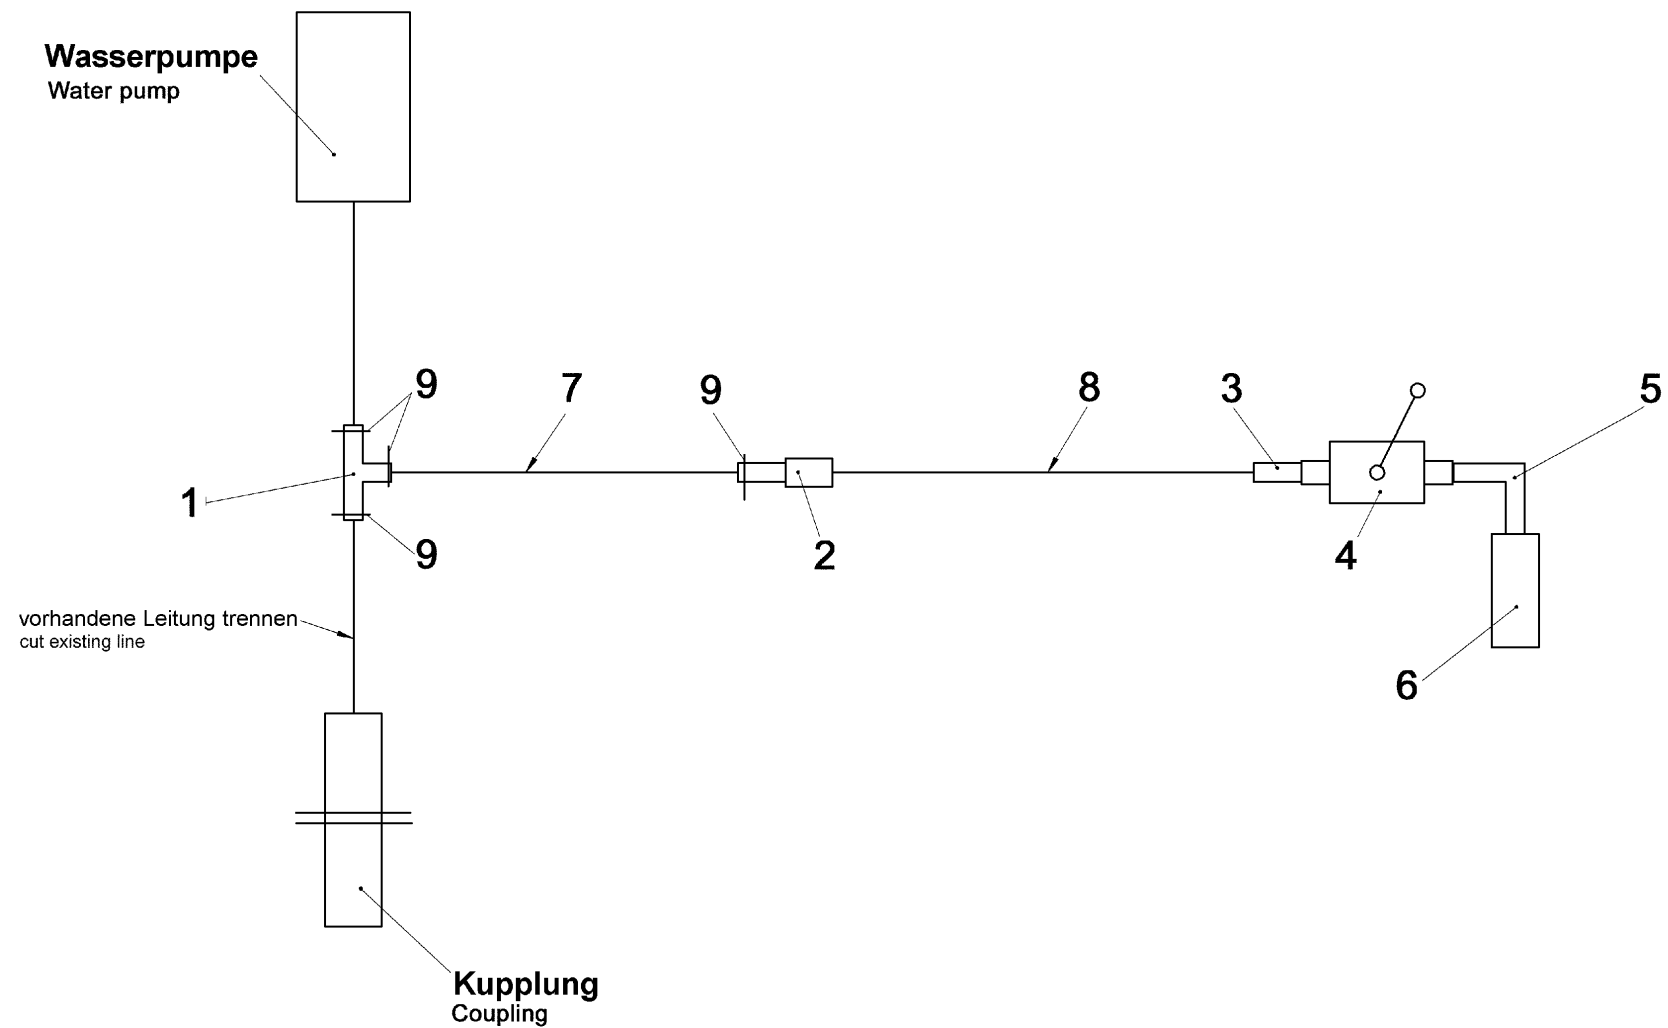 Wasserpumpe
Water pump
9
7
9
8
3
5
1
9
2
4
vorhandene Leitung trennen
cut existing line
6
Kupplung
Coupling